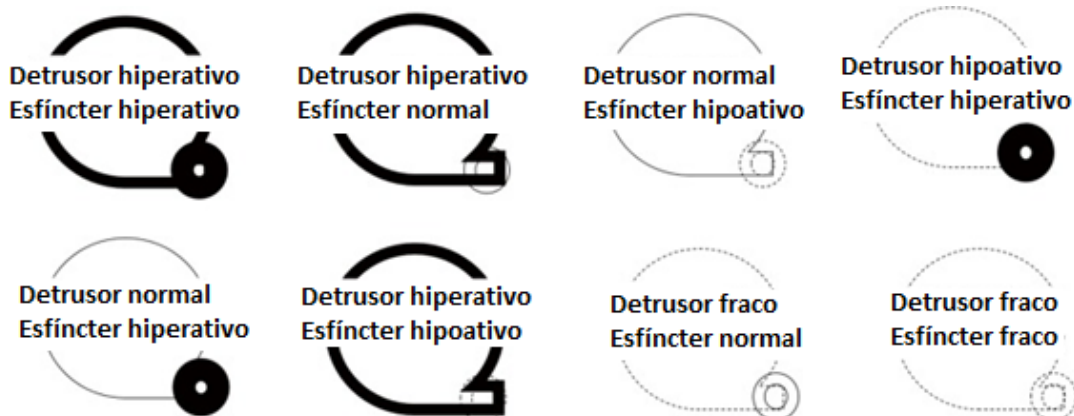 Detrusor hiperativo
Esfíncter hiperativo
Detrusor hiperativo
Esfíncter normal
Detrusor normal
Esfíncter hipoativo
Detrusor hipoativo
Esfíncter hiperativo
Detrusor normal
Esfíncter hiperativo
Detrusor hiperativo
Esfíncter hipoativo
Detrusor fraco
Esfíncter normal
Detrusor fraco
Esfíncter fraco